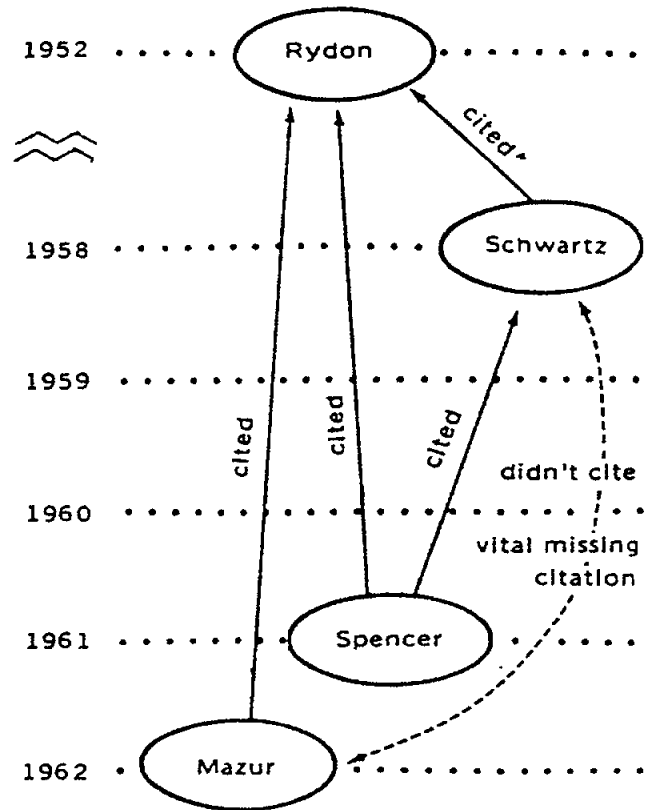 1952
Rydon
cited
1958
Schwartz
1959
cited
cited
cited
didn't cite
1960
vital missing
citation
1961
Spencer
1962
Mazur